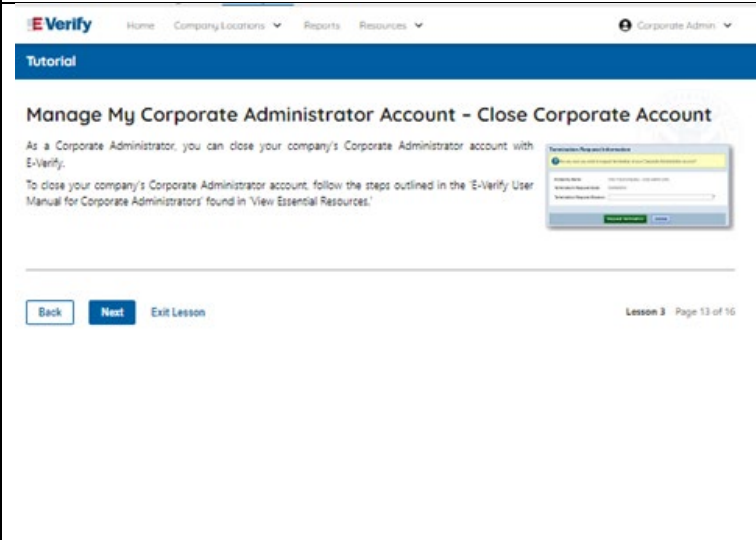 E-Verify Home Company Locations Reports Resources Corporate Admin
Tutorial
Manage My Corporate Administrator Account – Close Corporate Account
As a Corporate Administrator, you can close your company's Corporate Administrator account with
E-Verify.
To close your company's Corporate Administrator account, follow the steps outlined in the 'E-Verify User
Manual for Corporate Administrators' found in 'View Essential Resources.'
Termination Request Information
Back Next Exit Lesson Lesson 3 Page 13 of 16